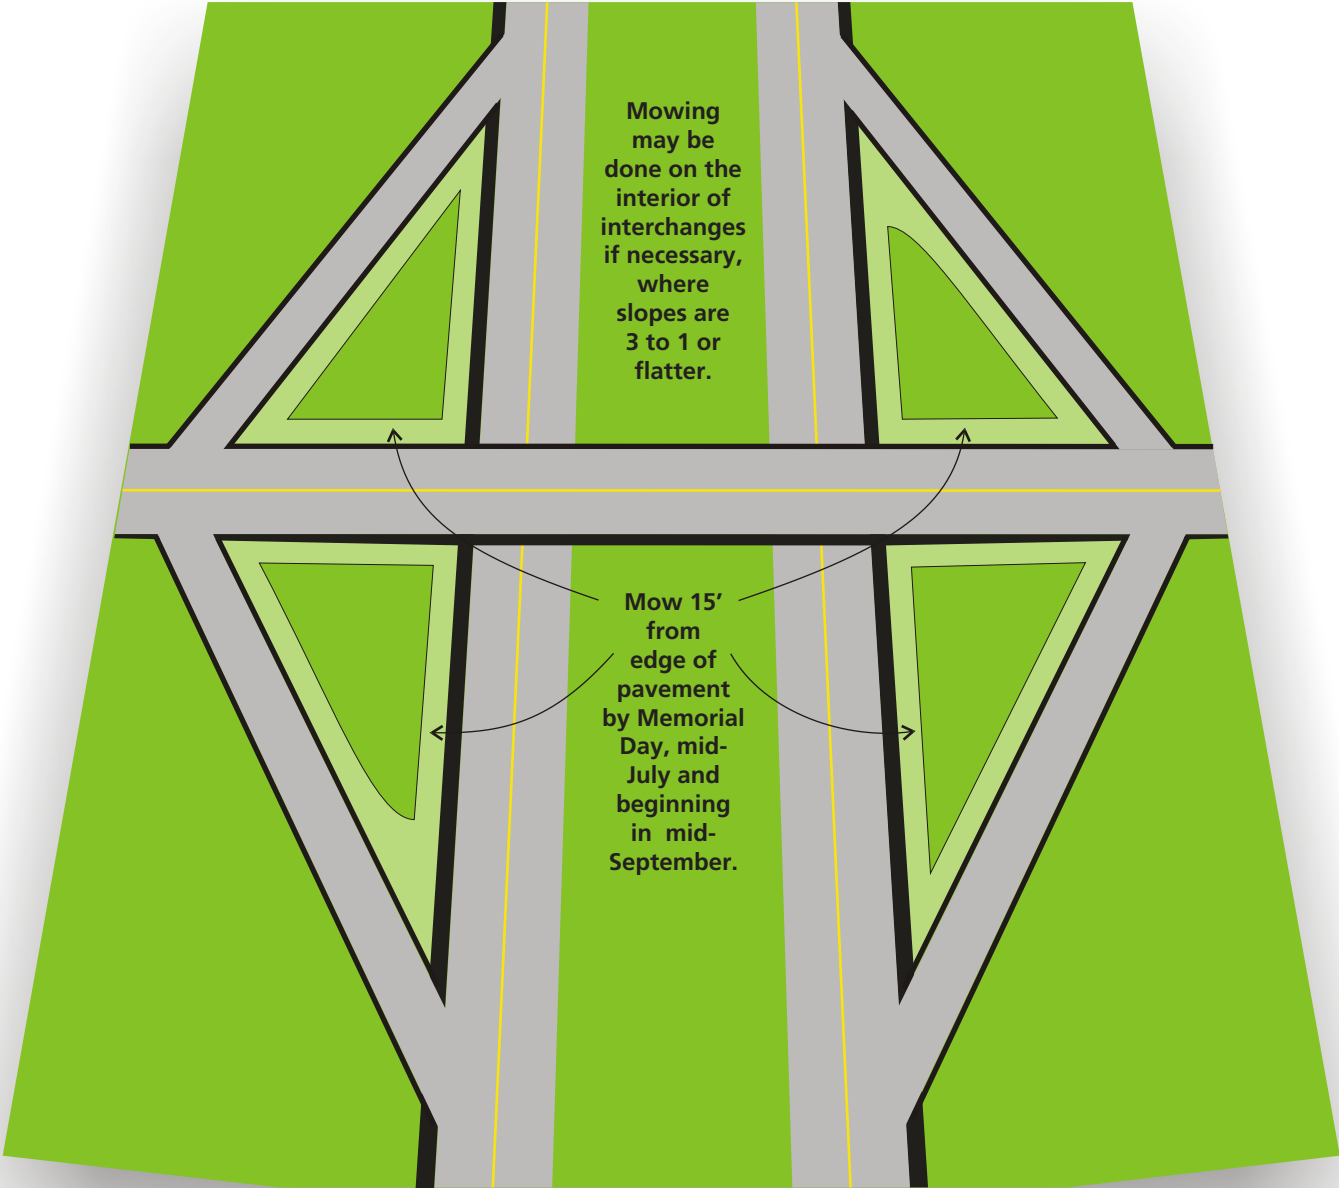 Mowing
may be
done on the
interior of
interchanges
if necessary,
where
slopes are
3 to 1 or
flatter.
Mow 15’
from
edge of
pavement
by Memorial
Day, mid-
July and
beginning
in  mid-
September.